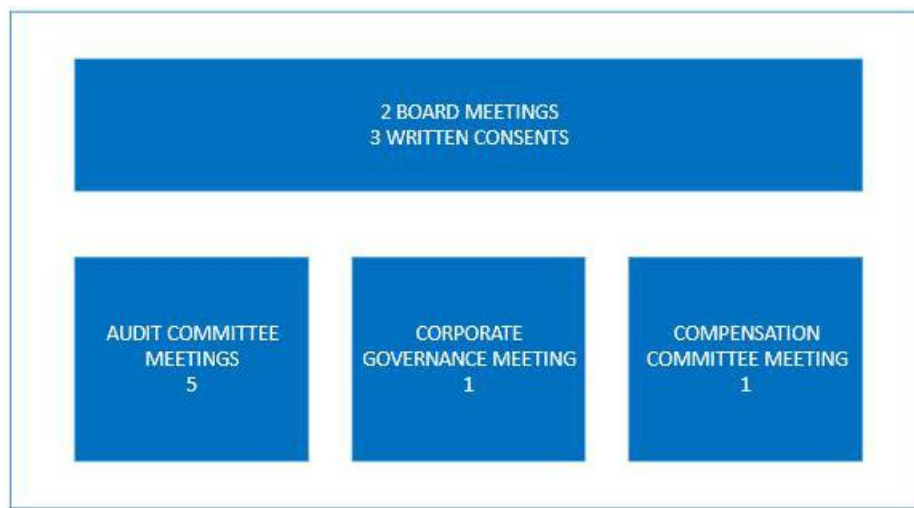 2 BOARD MEETINGS
3 WRITTEN CONSENTS
AUDIT COMMITTEE
MEETINGS
5
CORPORATE
GOVERNANCE MEETING
1
COMPENSATION
COMMITTEE MEETING
1